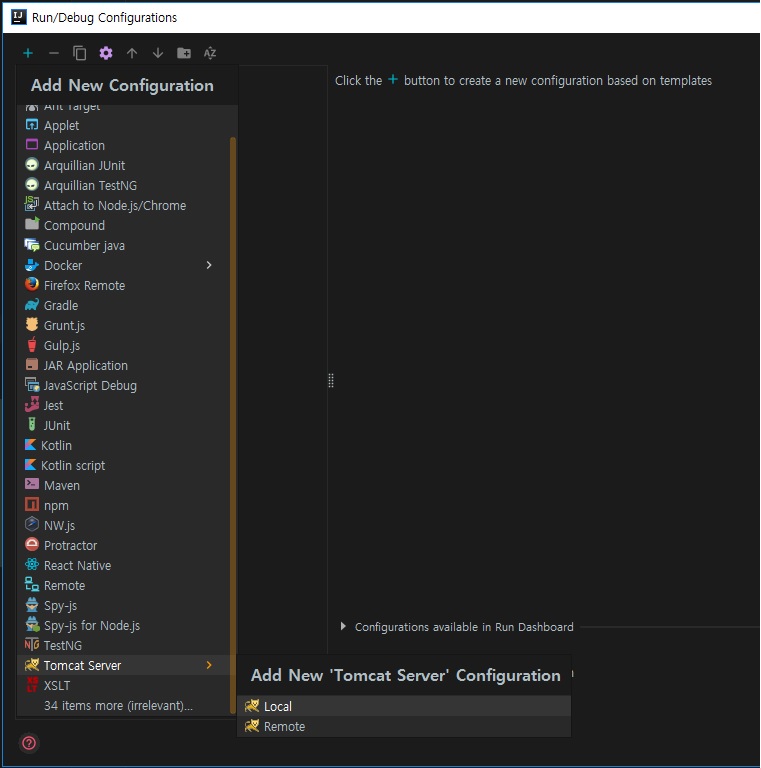 Run/Debug Configurations
Add New Configuration
Click the + button to create a new configuration based on templates
Ant Target
Applet
Application
Arquillian JUnit
Arquillian TestNG
Attach to Node.js/Chrome
Compound
Cucumber java
Docker
Firefox Remote
Gradle
Grunt.js
Gulp.js
JAR Application
JavaScript Debug
Jest
JUnit
Kotlin
Kotlin script
Maven
npm
NW.js
Protractor
React Native
Remote
Spy-js
Spy-js for Node.js
TestNG
Tomcat Server
XSLT
34 items more (irrelevant)...
Configurations available in Run Dashboard
Add New 'Tomcat Server' Configuration
Local
Remote